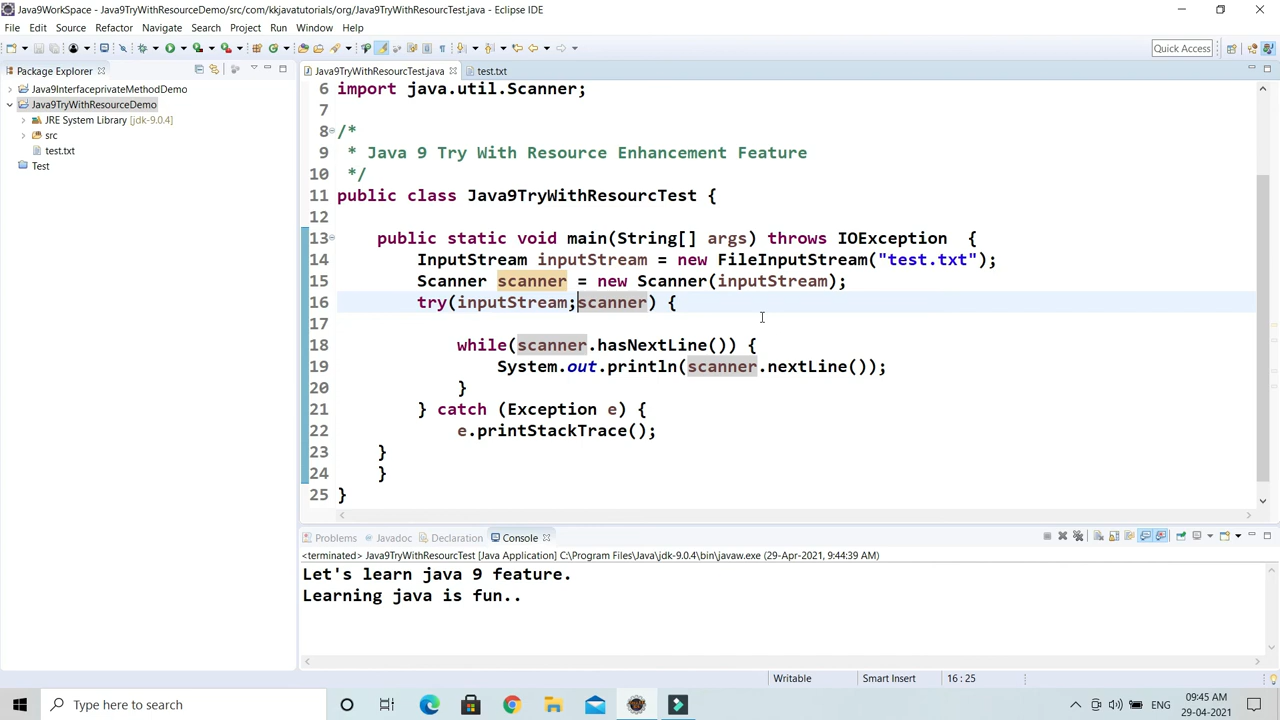 Java9WorkSpace - Java9TryWithResourceDemo/src/com/kkjavatutorials/org/Java9TryWithResourcTest.java - Eclipse IDE
File Edit Source Refactor Navigate Search Project Run Window Help
Quick Access
Package Explorer
Java9InterfaceprivateMethodDemo
Java9TryWithResourceDemo
JRE System Library [jdk-9.0.4]
src
test.txt
Test
Java9TryWithResourcTest.java test.txt
6 import java.util.Scanner;
7
8 /*
9 * Java 9 Try With Resource Enhancement Feature
10 */
11 public class Java9TryWithResourcTest {
12
13 public static void main(String[] args) throws IOException {
14 InputStream inputStream = new FileInputStream("test.txt");
15 Scanner scanner = new Scanner(inputStream);
16 try(inputStream;scanner) {
17
18 while(scanner.hasNextLine()) {
19 System.out.println(scanner.nextLine());
20 }
21 } catch (Exception e) {
22 e.printStackTrace();
23 }
24 }
25 }
Problems Javadoc Declaration Console
<terminated> Java9TryWithResourcTest [Java Application] C:\Program Files\Java\jdk-9.0.4\bin\javaw.exe (29-Apr-2021, 9:44:39 AM)
Let's learn java 9 feature.
Learning java is fun..
Writable Smart Insert 16 : 25
Type here to search
ENG
09:45 AM
29-04-2021